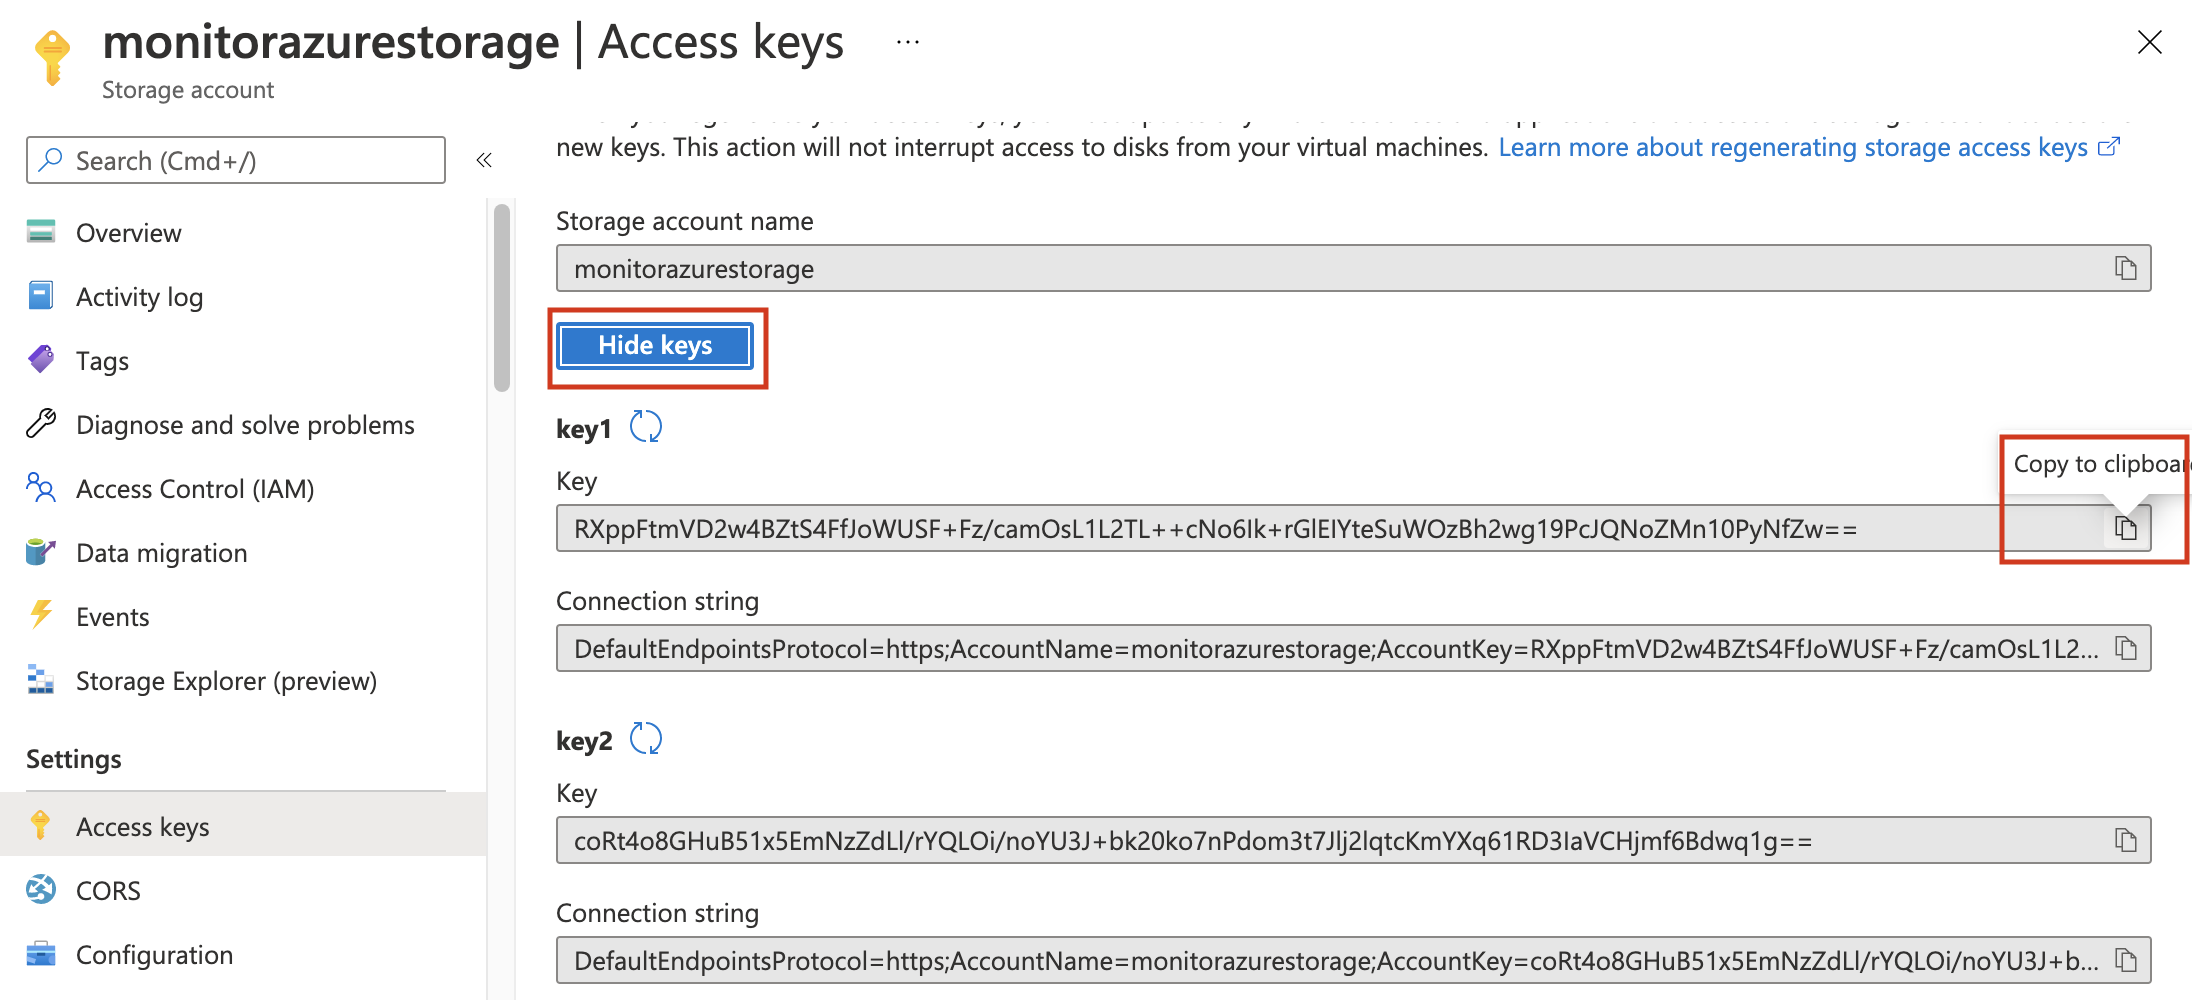 monitorazurestorage | Access keys ...
Storage account
Search (Cmd+/)
«
Overview
Activity log
Tags
Diagnose and solve problems
Access Control (IAM)
Data migration
Events
Storage Explorer (preview)
Settings
Access keys
CORS
Configuration
new keys. This action will not interrupt access to disks from your virtual machines. Learn more about regenerating storage access keys
Storage account name
monitorazurestorage
Hide keys
key1
Copy to clipboar
Key
RXppFtmVD2w4BZtS4FfJoWUSF+Fz/camOsL1L2TL++cNo6Ik+rGlEIYteSuWOzBh2wg19PcJQNoZMn10PyNfZw==
Connection string
DefaultEndpointsProtocol=https;AccountName=monitorazurestorage;AccountKey=RXppFtmVD2w4BZtS4FfJoWUSF+Fz/camOsL1L2...
key2
Key
coRt4o8GHuB51x5EmNzZdLl/rYQLOi/noYU3J+bk20ko7nPdom3t7Jlj2lqtcKmYXq61RD3IaVCHjmf6Bdwq1g==
Connection string
DefaultEndpointsProtocol=https;AccountName=monitorazurestorage;AccountKey=coRt4o8GHuB51x5EmNzZdLl/rYQLOi/noYU3J+b...